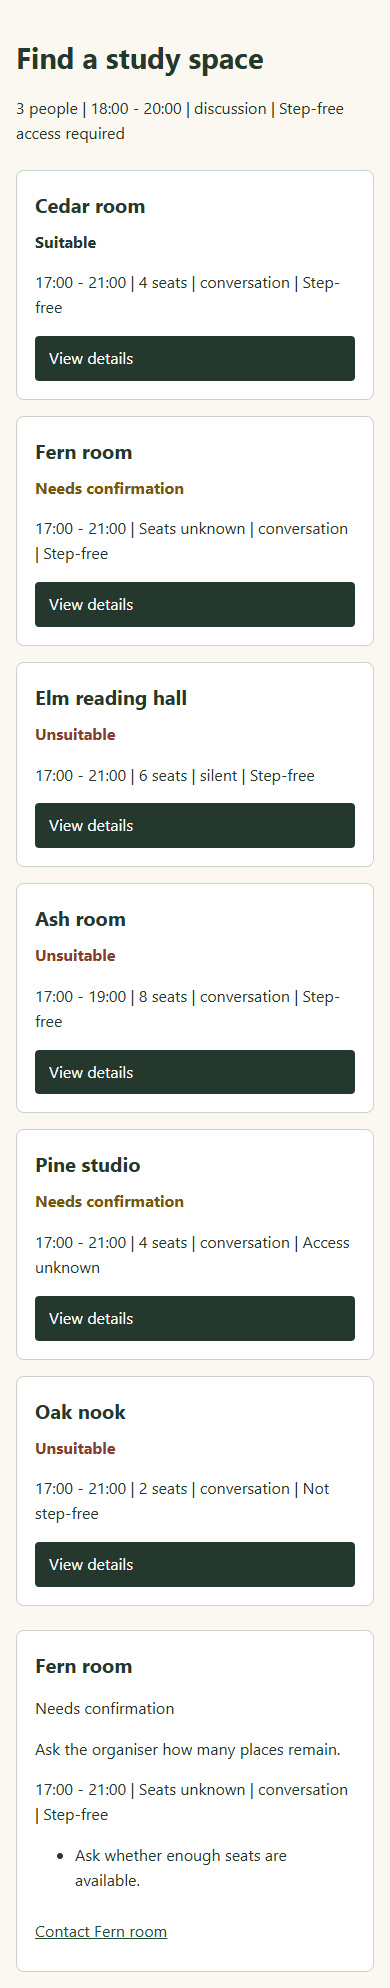 Find a study space
3 people | 18:00 - 20:00 | discussion | Step-free
access required
Cedar room
Suitable
17:00 - 21:00 | 4 seats | conversation | Step-
free
View details
Fern room
Needs confirmation
17:00 - 21:00 | Seats unknown | conversation
| Step-free
View details
Elm reading hall
Unsuitable
17:00 - 21:00 | 6 seats | silent | Step-free
View details
Ash room
Unsuitable
17:00 - 19:00 | 8 seats | conversation | Step-
free
View details
Pine studio
Needs confirmation
17:00 - 21:00 | 4 seats | conversation | Access
unknown
View details
Oak nook
Unsuitable
17:00 - 21:00 | 2 seats | conversation | Not
step-free
View details
Fern room
Needs confirmation
Ask the organiser how many places remain.
17:00 - 21:00 | Seats unknown | conversation
| Step-free
• Ask whether enough seats are
available.
Contact Fern room